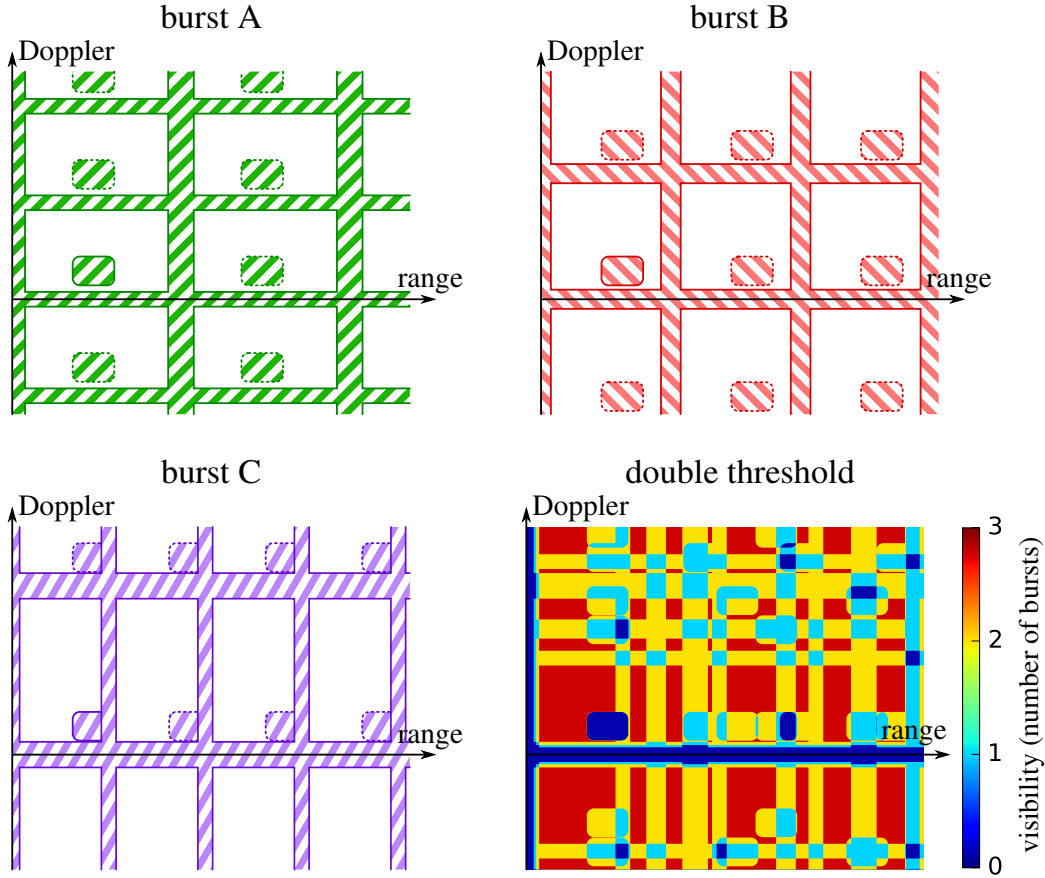 burst A
Doppler
range
burst B
Doppler
range
burst C
Doppler
range
double threshold
Doppler
range
3
2
1
0
visibility (number of bursts)